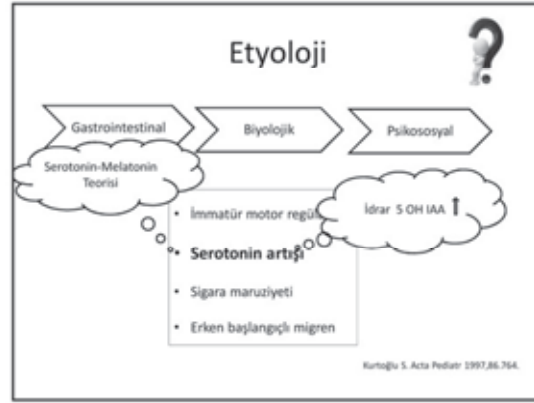 Etyoloji
Gastrointestinal
Biyolojik
Psikososyal
Serotonin-Melatonin
Teorisi
İdrar 5 OH IAA
• İmmatür motor regül
• Serotonin artışı
• Sigara maruziyeti
• Erken başlangıçlı migren
Kurtoğlu S. Acta Pediatr 1997,86.764.